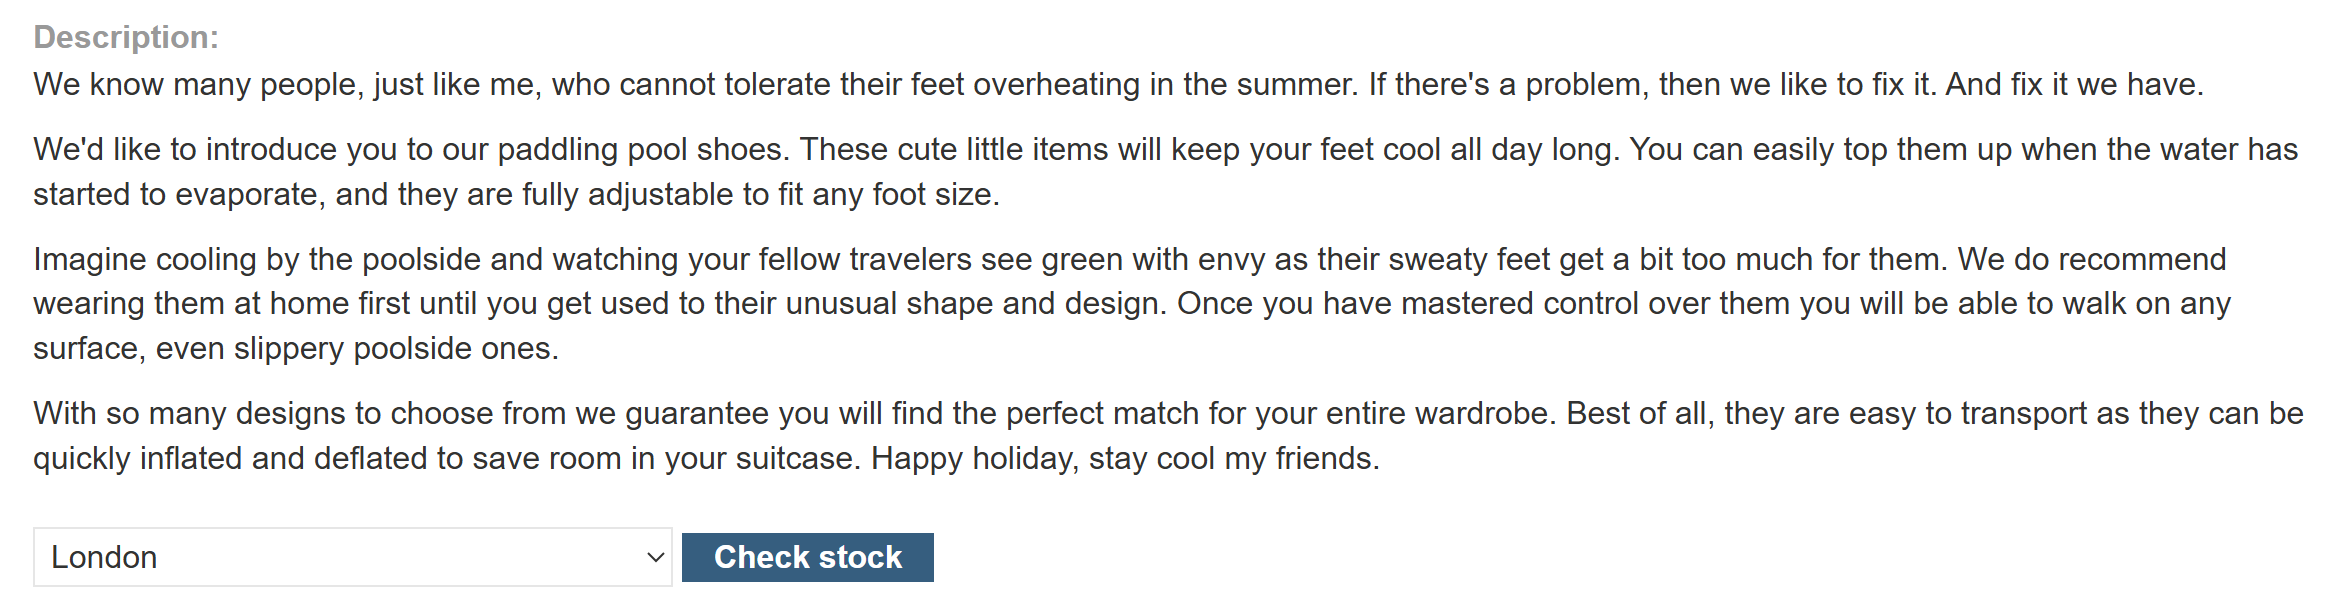 Description:
We know many people, just like me, who cannot tolerate their feet overheating in the summer. If there's a problem, then we like to fix it. And fix it we have.
We'd like to introduce you to our paddling pool shoes. These cute little items will keep your feet cool all day long. You can easily top them up when the water has
started to evaporate, and they are fully adjustable to fit any foot size.
Imagine cooling by the poolside and watching your fellow travelers see green with envy as their sweaty feet get a bit too much for them. We do recommend
wearing them at home first until you get used to their unusual shape and design. Once you have mastered control over them you will be able to walk on any
surface, even slippery poolside ones.
With so many designs to choose from we guarantee you will find the perfect match for your entire wardrobe. Best of all, they are easy to transport as they can be
quickly inflated and deflated to save room in your suitcase. Happy holiday, stay cool my friends.
London
Check stock